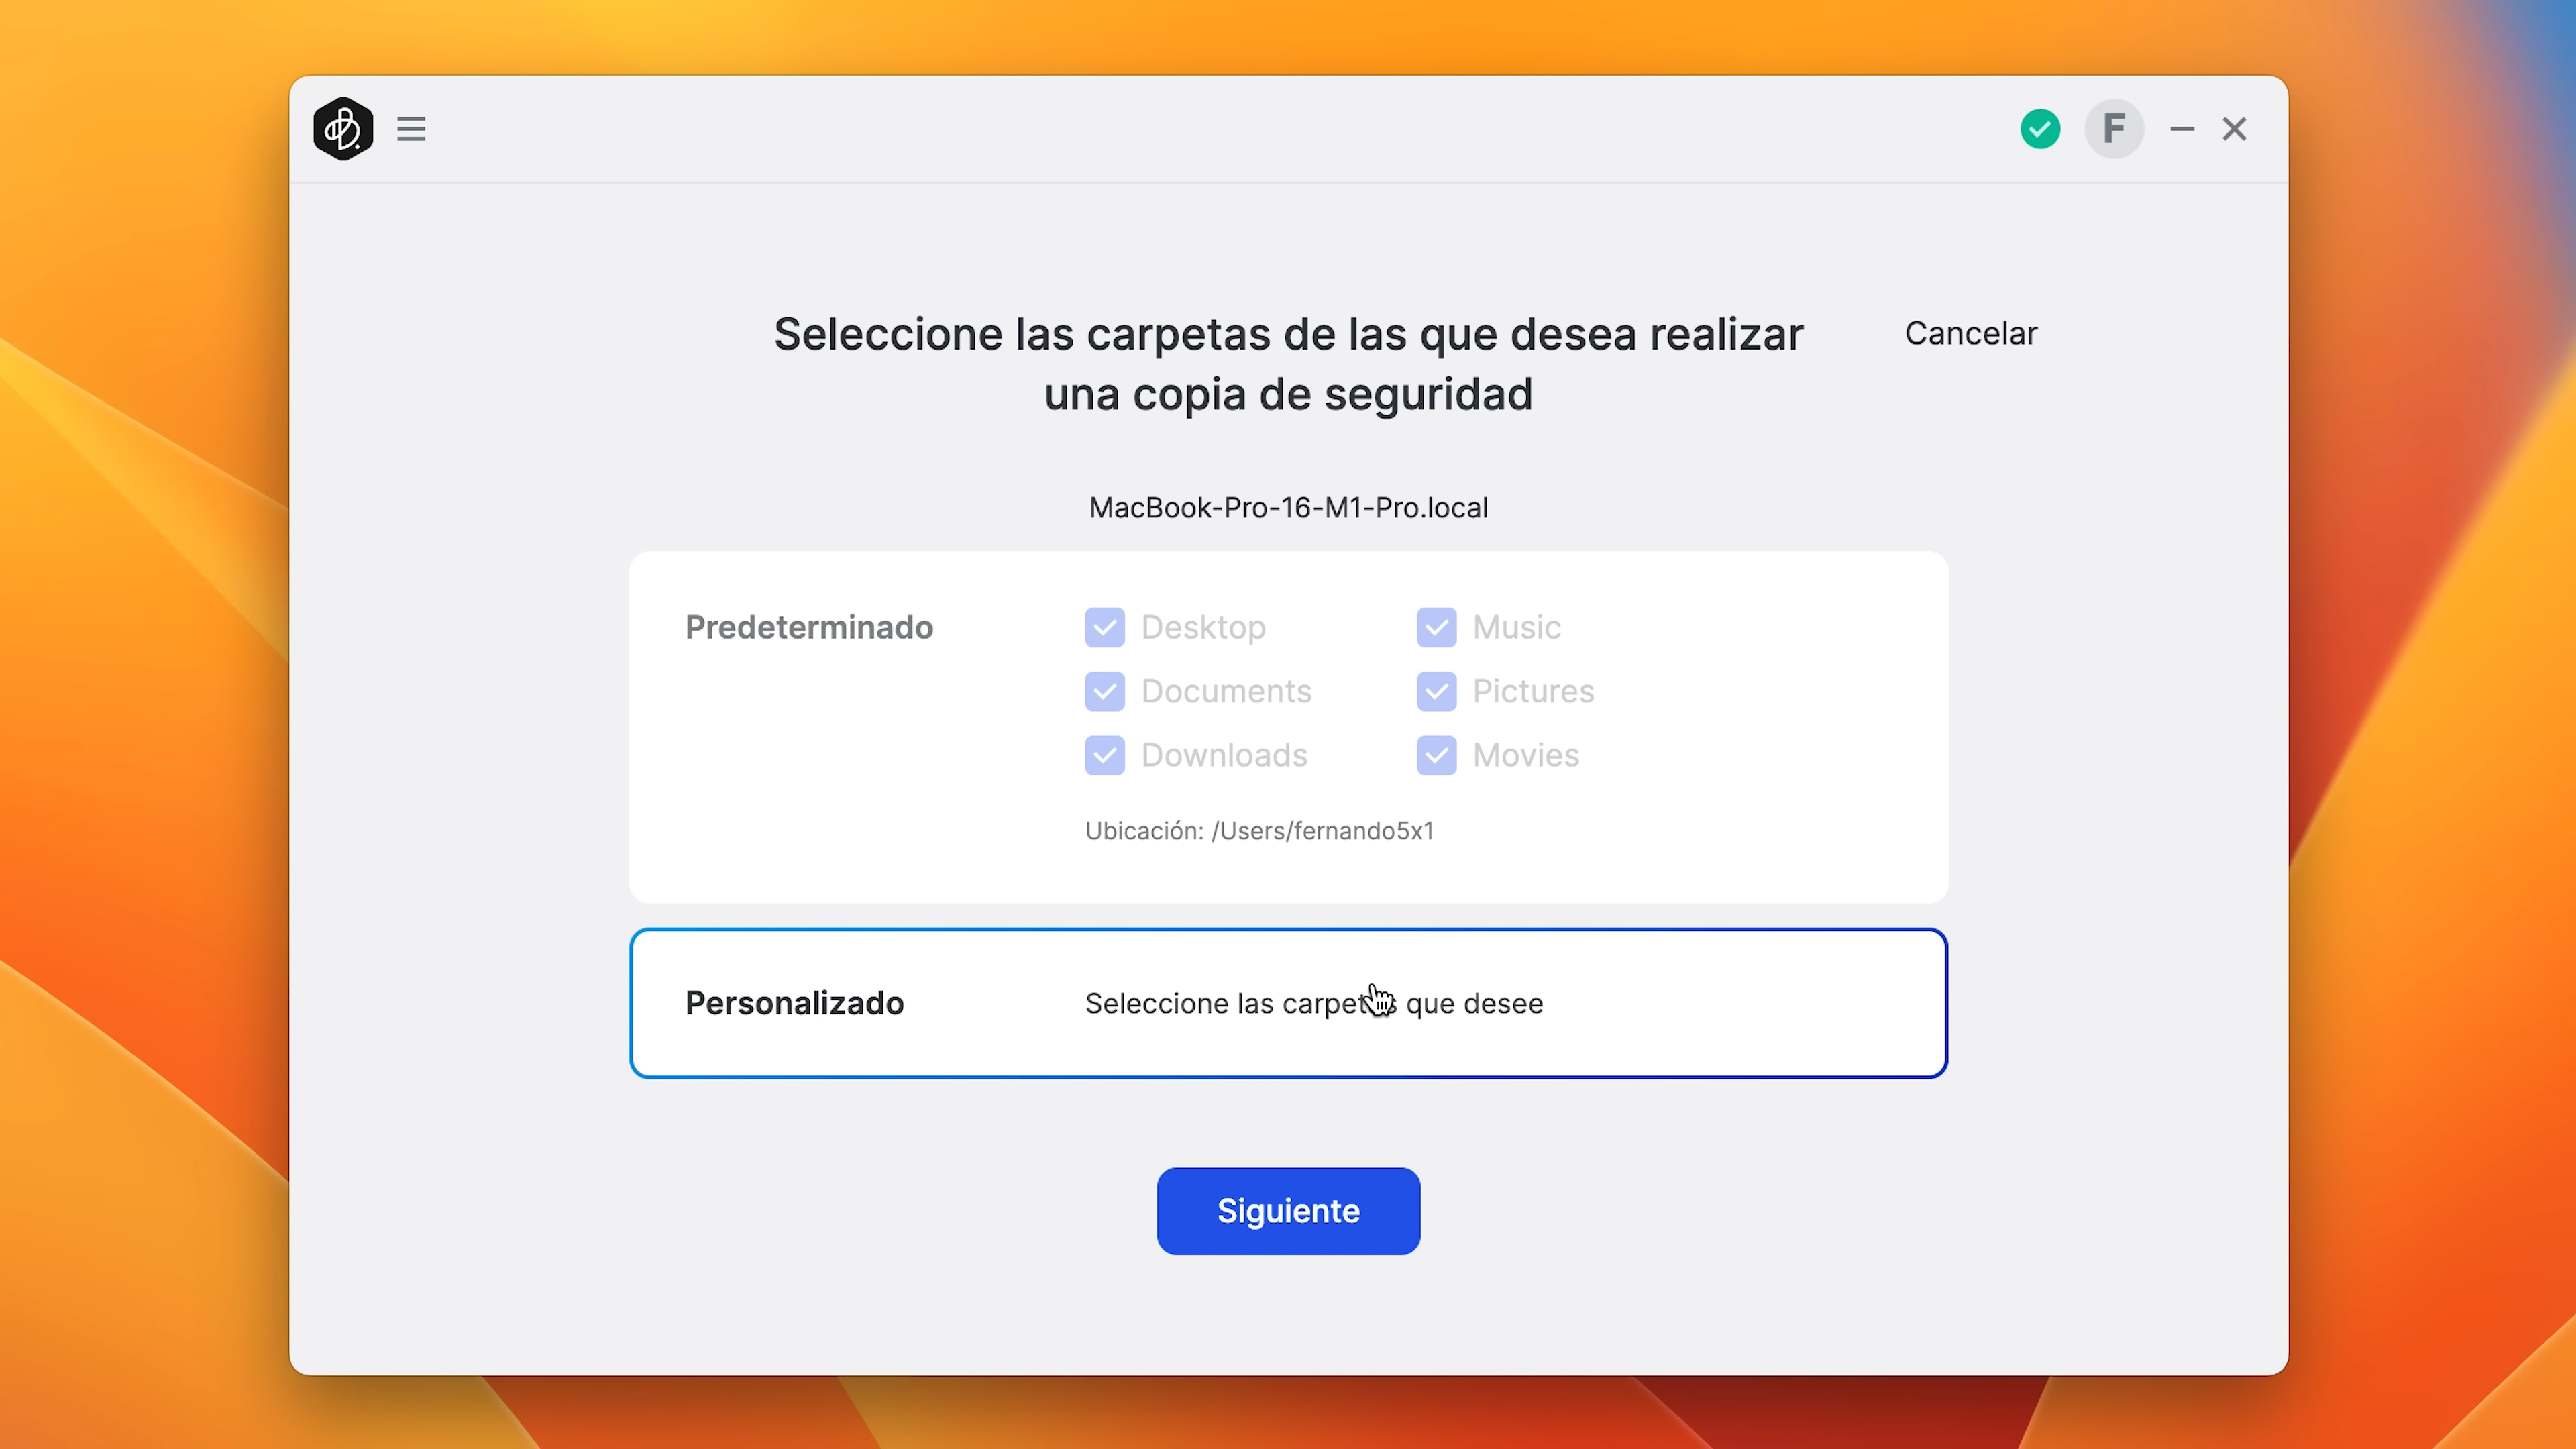 F
Seleccione las carpetas de las que desea realizar
una copia de seguridad
Cancelar
MacBook-Pro-16-M1-Pro.local
Predeterminado
Desktop
Music
Documents
Pictures
Downloads
Movies
Ubicación: /Users/fernando5x1
Personalizado
Seleccione las carpetas que desee
Siguiente